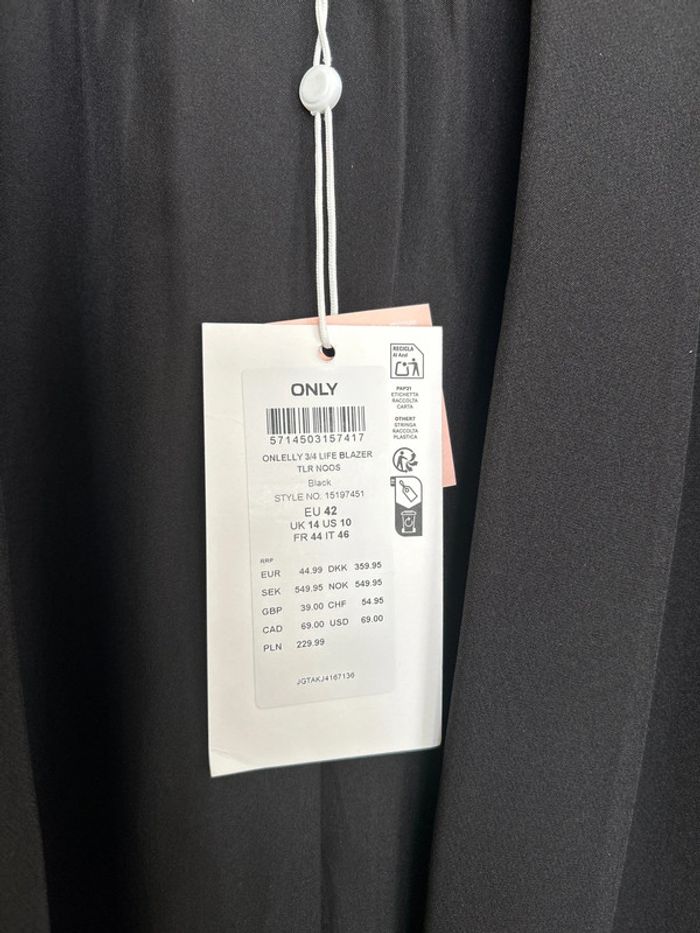 ONLY
5714503157417
ONLELLY 3/4 LIFE BLAZER
TLR NOOS
Black
STYLE NO: 15197451
EU 42
UK 14 US 10
FR 44 IT 46
RRP
EUR 44.99 DKK 359.95
SEK 549.95 NOK 549.95
GBP 39.00 CHF 54.95
CAD 69.00 USD 69.00
PLN 229.99
JGTAKJ4167136
RECICLA
PAP21
ETICHETTA
RACCOLTA
CARTA
OTHER7
STRINGA
RACCOLTA
PLASTICA